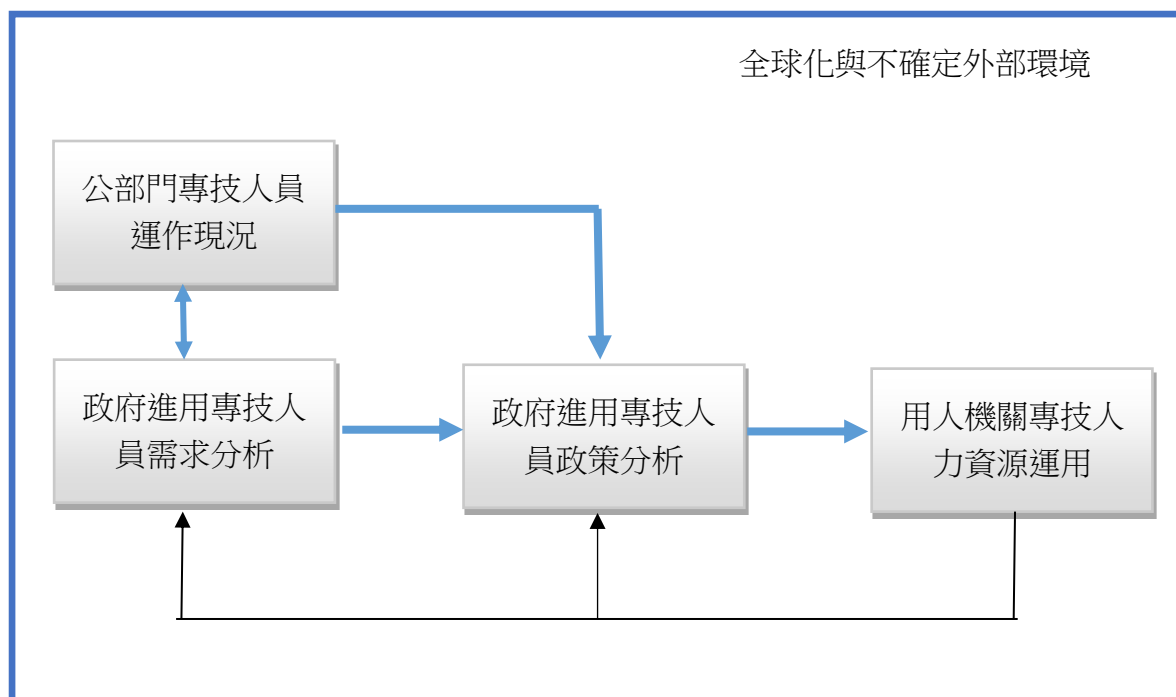 全球化與不確定外部環境
公部門專技人員
運作現況
政府進用專技人
員需求分析
政府進用專技人
員政策分析
用人機關專技人
力資源運用